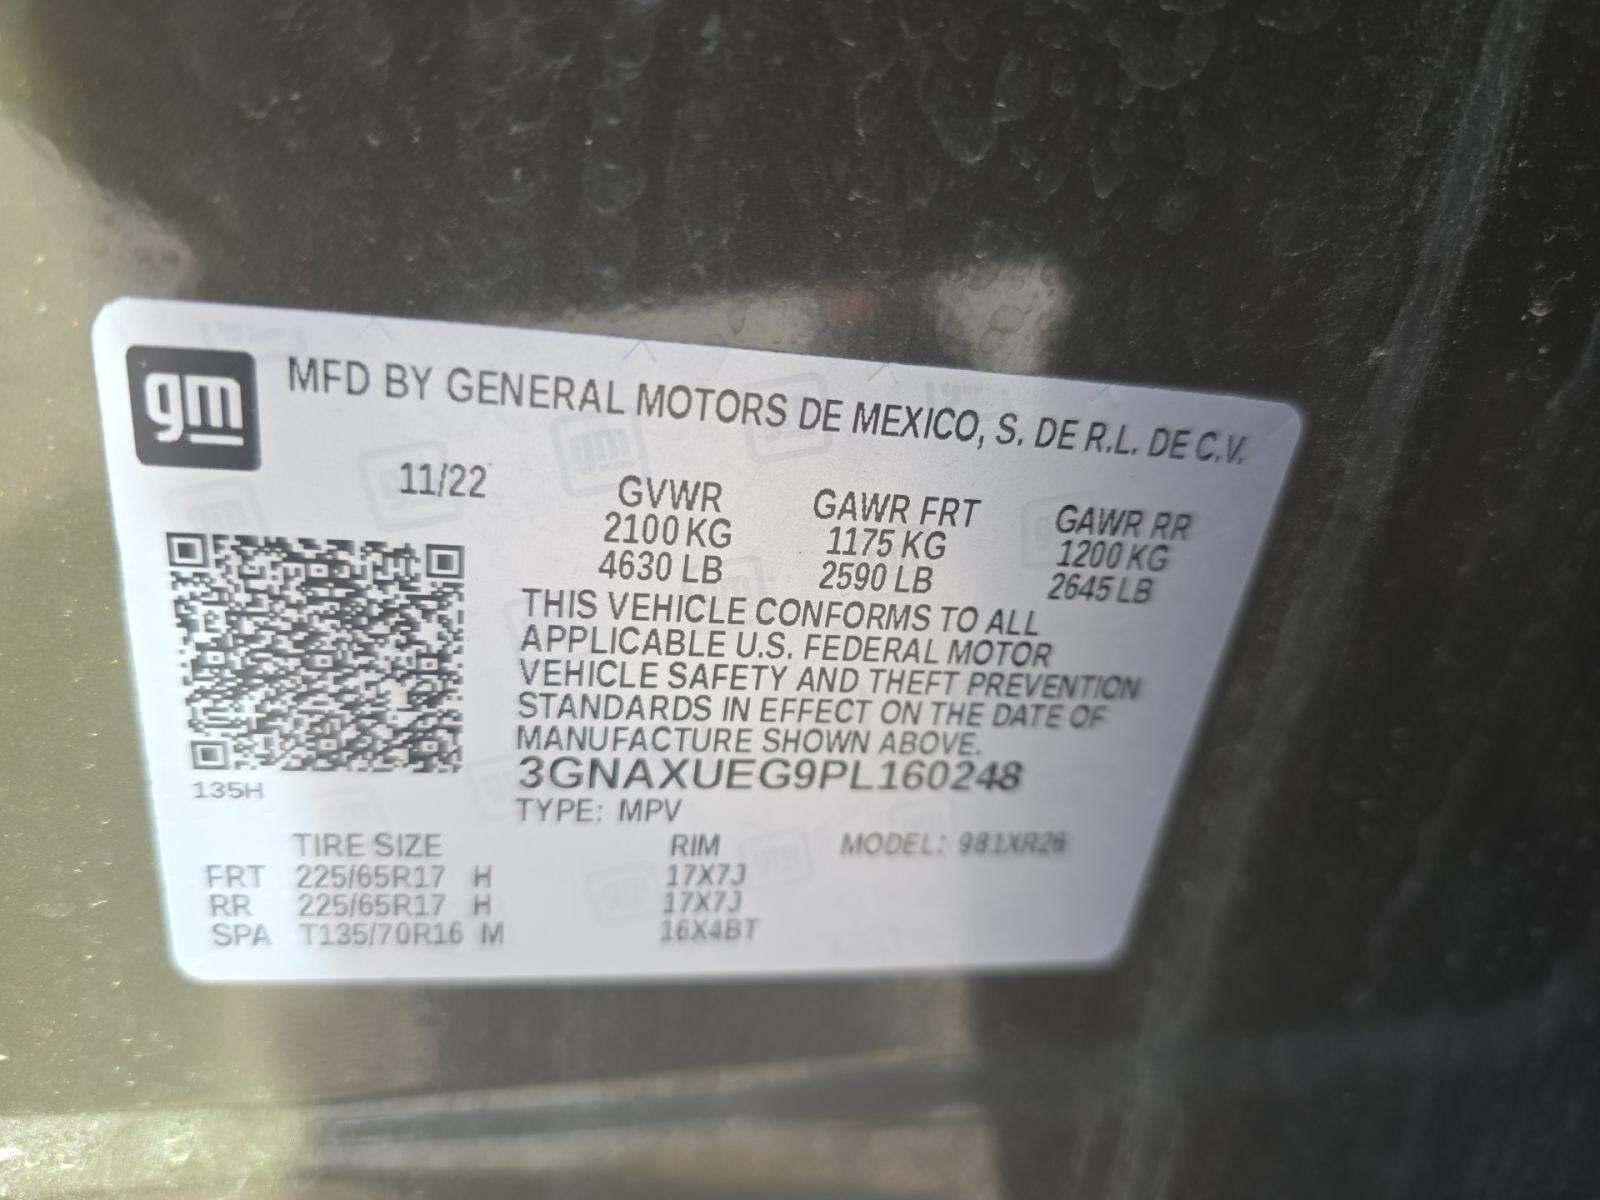 gm
MFD BY GENERAL MOTORS DE MEXICO, S. DE R.L. DE C.V.
11/22
GVWR GAWR FRT GAWR RR
2100 KG 1175 KG 1200 KG
4630 LB 2590 LB 2645 LB
THIS VEHICLE CONFORMS TO ALL
APPLICABLE U.S. FEDERAL MOTOR
VEHICLE SAFETY AND THEFT PREVENTION
STANDARDS IN EFFECT ON THE DATE OF
MANUFACTURE SHOWN ABOVE.
3GNAXUEG9PL160248
135H
TYPE: MPV
TIRE SIZE RIM MODEL: 981XR26
FRT 225/65R17 H 17X7J
RR 225/65R17 H 17X7J
SPA T135/70R16 M 16X4BT